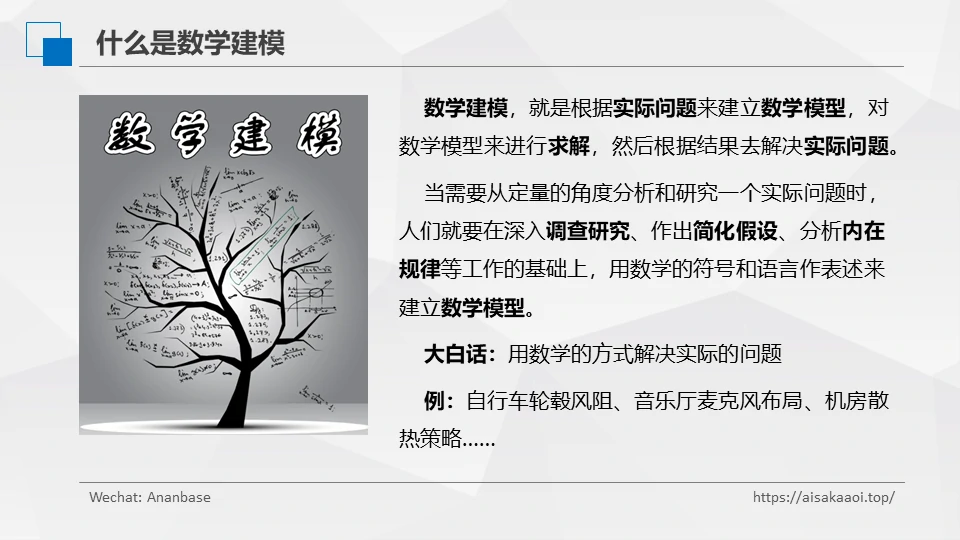 什么是数学建模
数学建模
数学建模，就是根据实际问题来建立数学模型，对
数学模型来进行求解，然后根据结果去解决实际问题。
当需要从定量的角度分析和研究一个实际问题时，
人们就要在深入调查研究、作出简化假设、分析内在
规律等工作的基础上，用数学的符号和语言作表述来
建立数学模型。
大白话：用数学的方式解决实际的问题
例：自行车轮毂风阻、音乐厅麦克风布局、机房散
热策略……
Wechat: Ananbase
https://aisakaaoi.top/